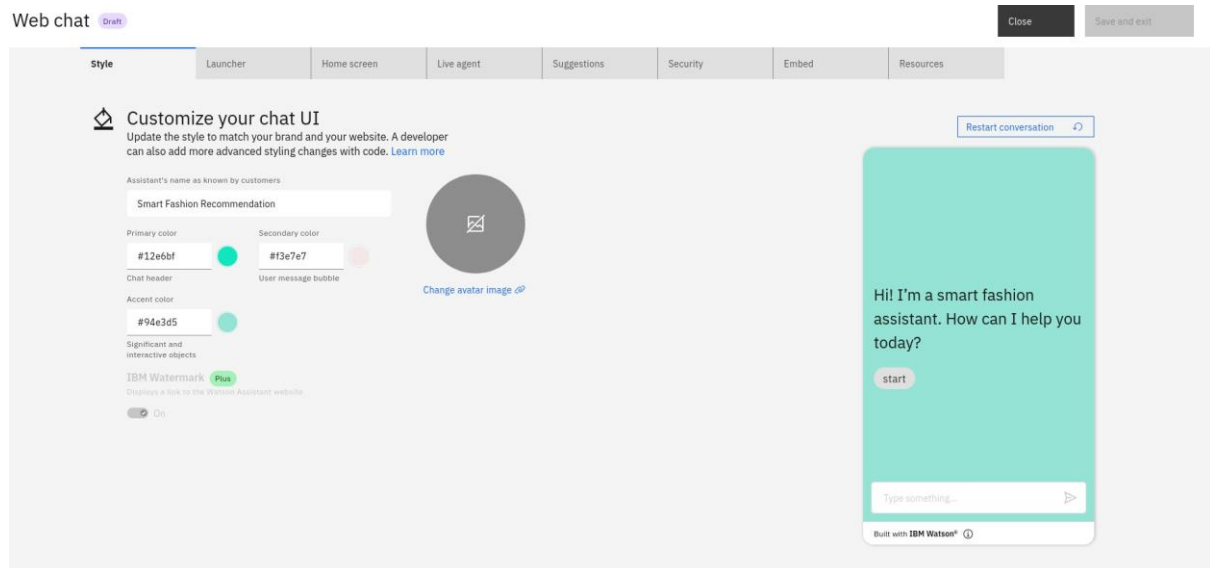 Web chat Draft
Close
Save and exit
Style
Launcher
Home screen
Live agent
Suggestions
Security
Embed
Resources
Customize your chat UI
Update the style to match your brand and your website. A developer
can also add more advanced styling changes with code. Learn more
Assistant's name as known by customers
Smart Fashion Recommendation
Primary color
Secondary color
#12e6bf
#f3e7e7
Chat header
User message bubble
Accent color
#94e3d5
Significant and
interactive objects
IBM Watermark Plus
Displays a link to the Watson Assistant website.
On
Change avatar image
Restart conversation
Hi! I'm a smart fashion
assistant. How can I help you
today?
start
Type something...
Built with IBM Watson®